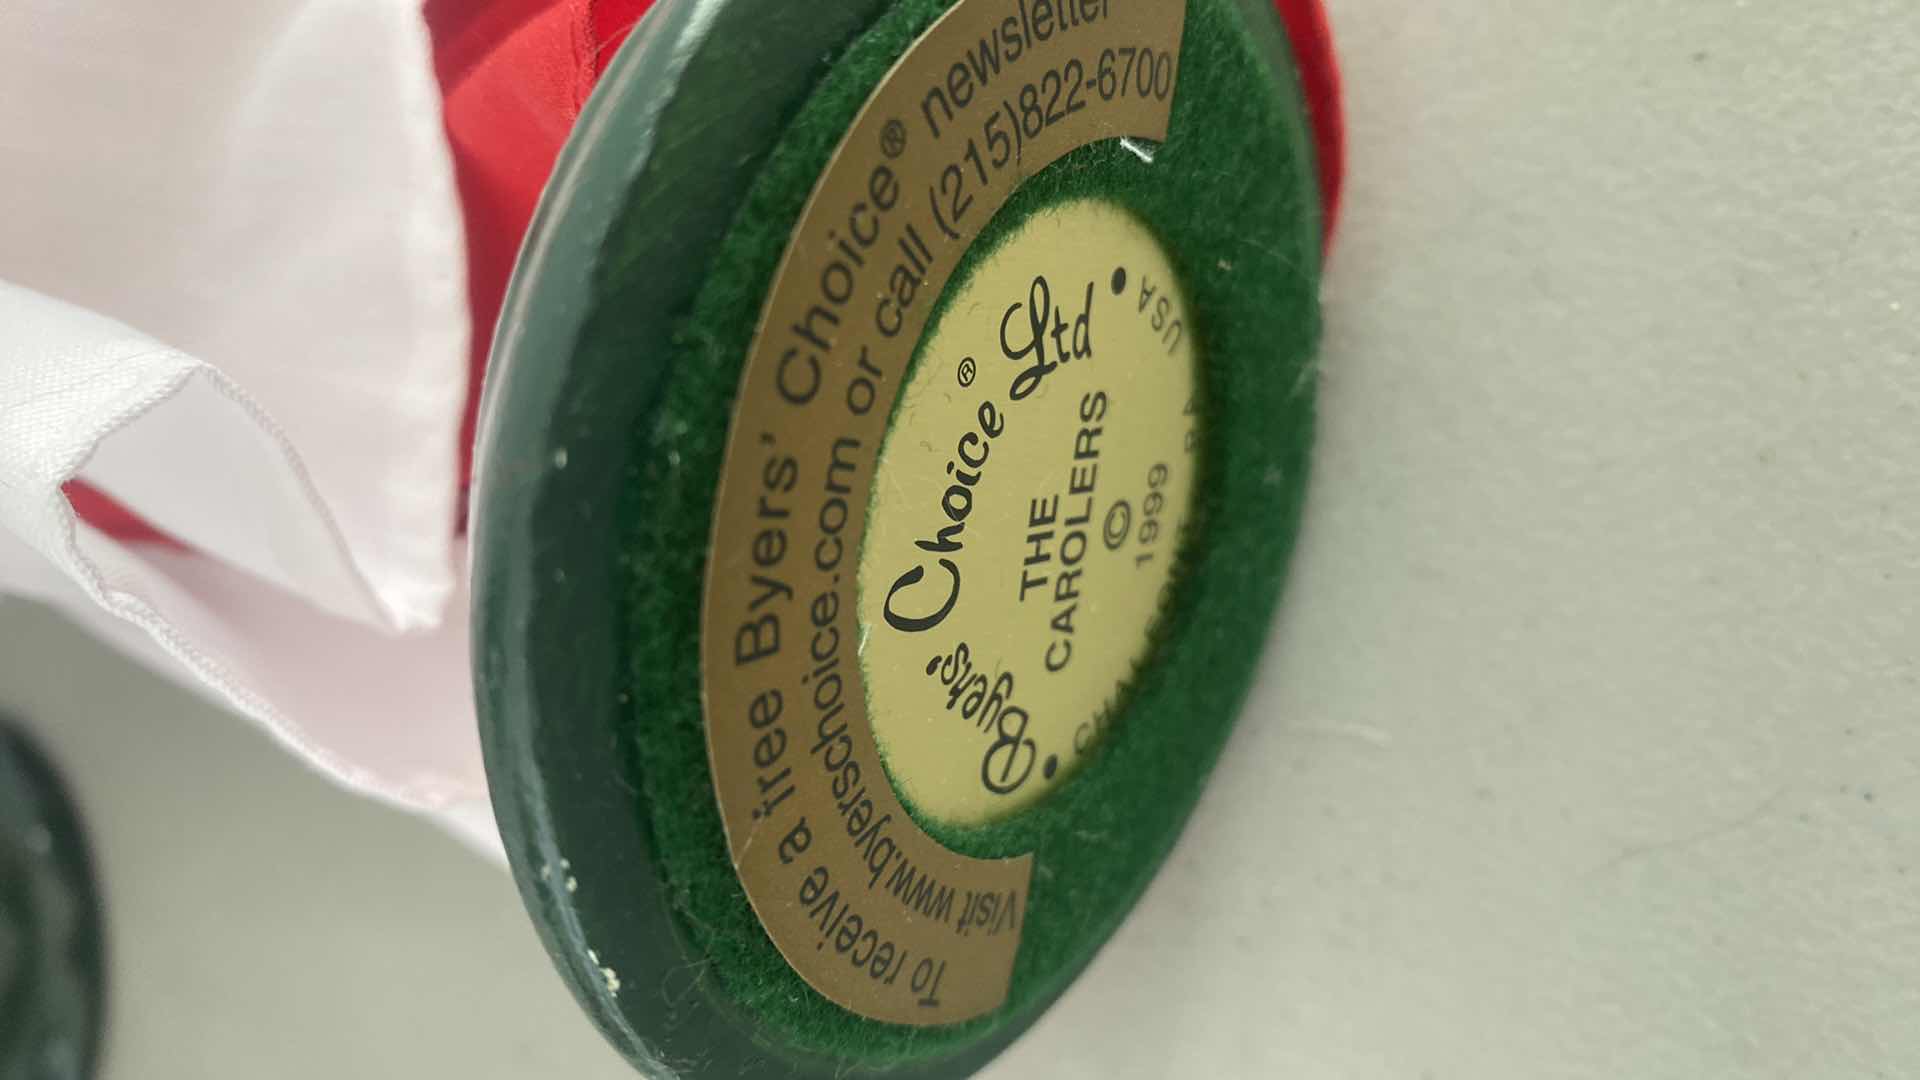 To receive a free Byers' Choice® newsletter
Visit www.byerschoice.com or call (215)822-6700
Byers' Choice® Ltd
THE
CAROLERS
©
1999
USA